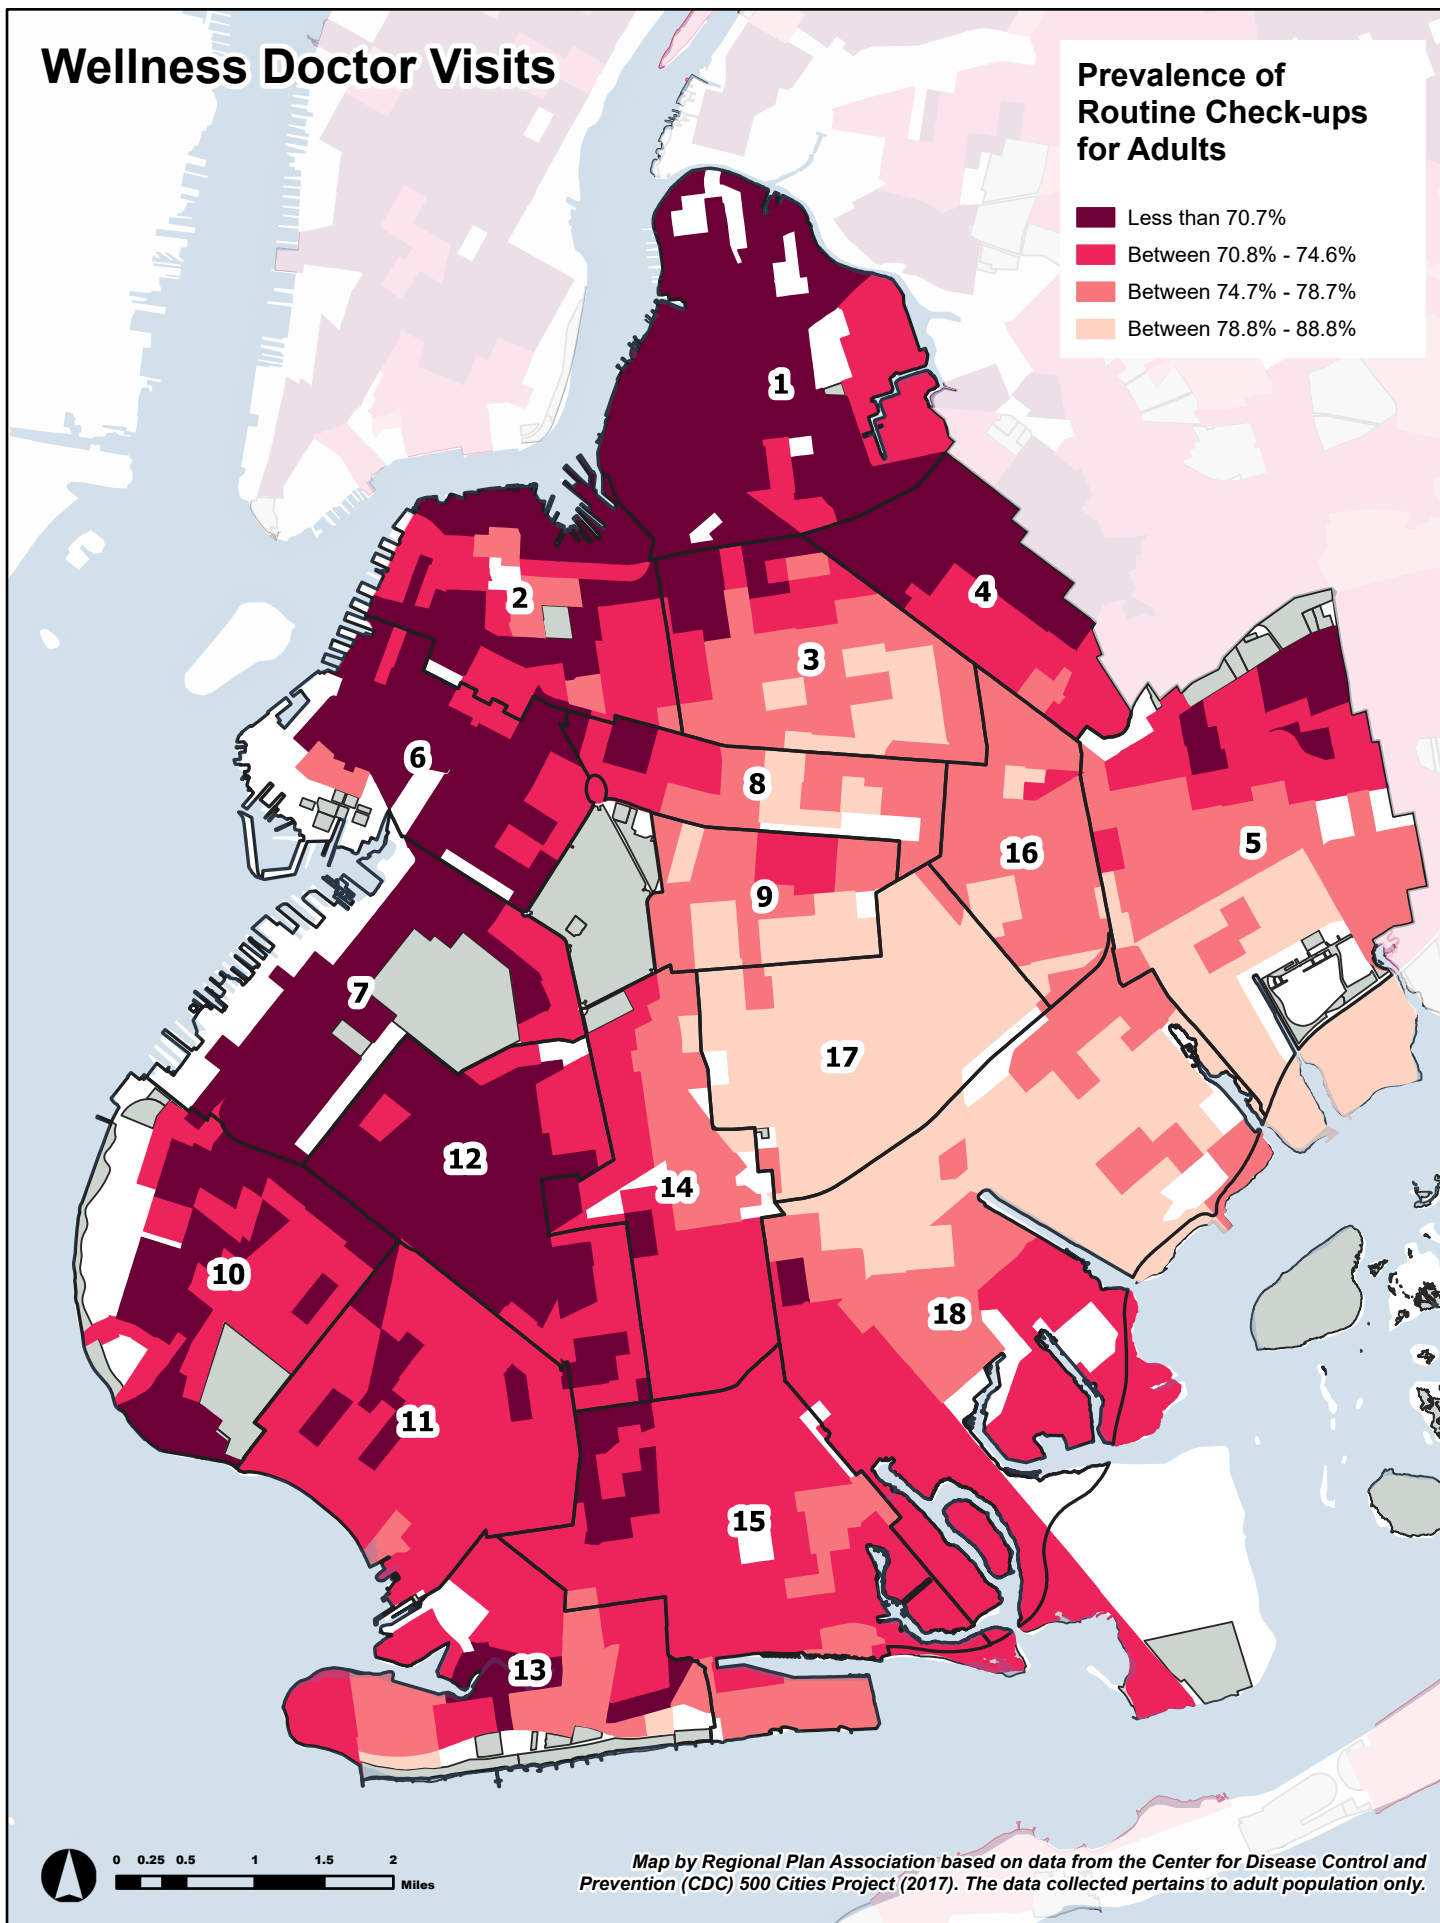 Wellness Doctor Visits
Prevalence of
Routine Check-ups
for Adults
Less than 70.7%
Between 70.8% - 74.6%
Between 74.7% - 78.7%
Between 78.8% - 88.8%
1
4
2
3
6
8
5
16
9
7
17
12
14
10
18
11
15
13
0 0.25 0.5 1 1.5 2
Miles
Map by Regional Plan Association based on data from the Center for Disease Control and
Prevention (CDC) 500 Cities Project (2017). The data collected pertains to adult population only.